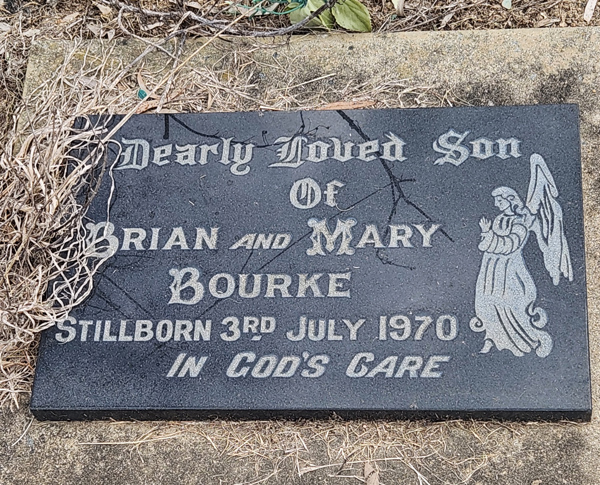 Dearly Loved Son
Of
BRIAN AND MARY
BOURKE
STILLBORN 3RD JULY 1970
IN GOD'S CARE